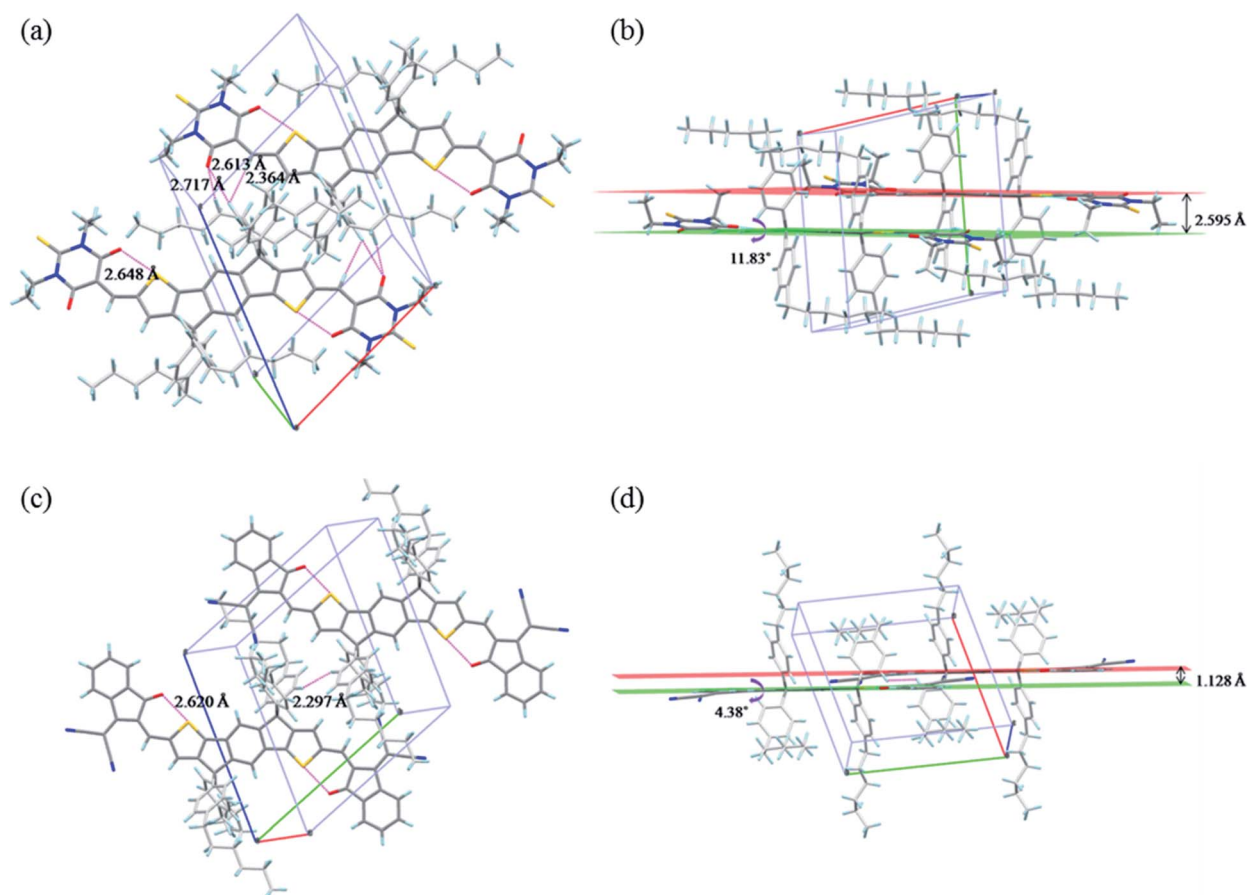 (a)
(b)
2.613 Å
2.717 Å
2.364 Å
2.648 Å
2.595 Å
11.83°
(c)
(d)
2.620 Å
2.297 Å
1.128 Å
4.38°